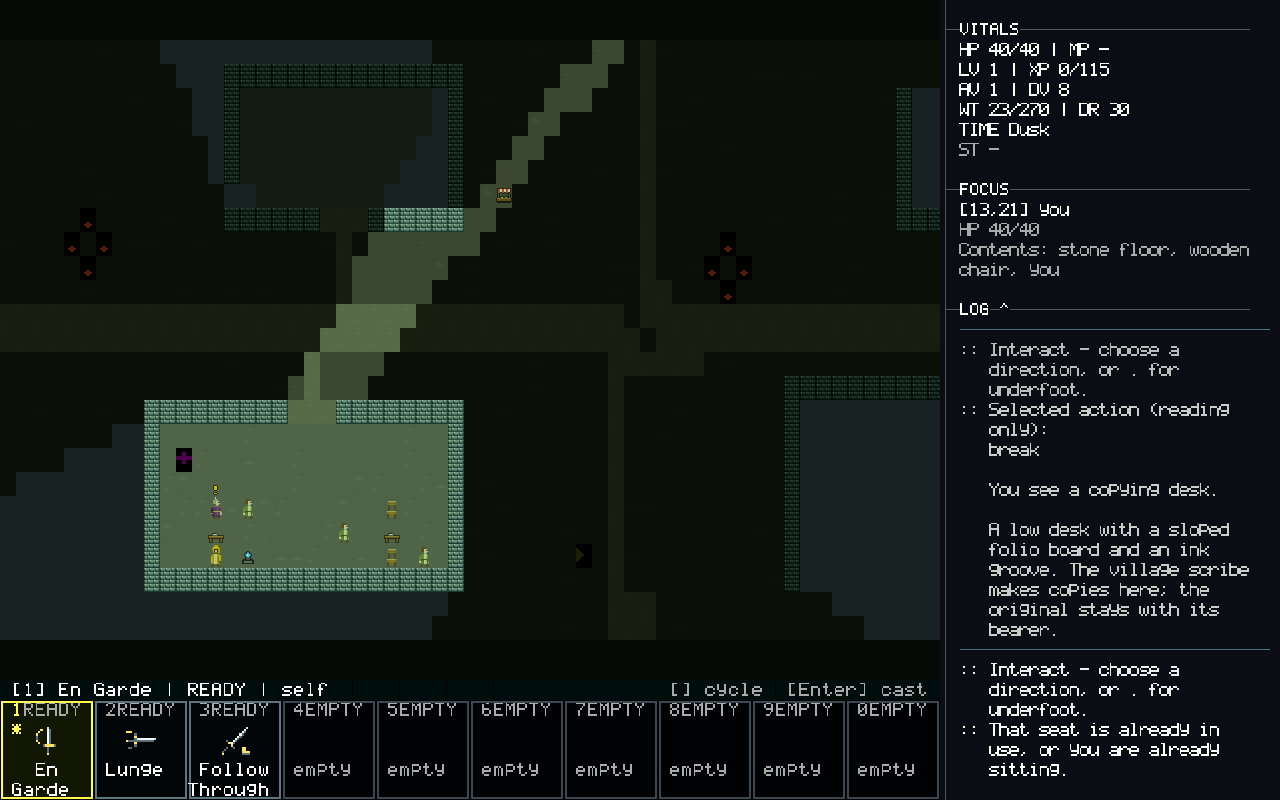 VITALS
HP 40/40 | MP -
LV 1 | XP 0/115
AV 1 | DV 8
WT 23/270 | DR 30
TIME Dusk
ST -
FOCUS
[13,21] You
HP 40/40
Contents: stone floor, wooden
chair, you
LOG ^
:: Interact - choose a
direction, or . for
underfoot.
:: Selected action (reading
only):
break
You see a copying desk.
A low desk with a sloped
folio board and an ink
groove. The village scribe
makes copies here; the
original stays with its
bearer.
:: Interact - choose a
direction, or . for
underfoot.
:: That seat is already in
use, or you are already
sitting.
[1] En Garde | READY | self
[] cycle [Enter] cast
1READY 2READY 3READY 4EMPTY 5EMPTY 6EMPTY 7EMPTY 8EMPTY 9EMPTY 0EMPTY
*
En Lunge Follow empty empty empty empty empty empty empty
Garde Through